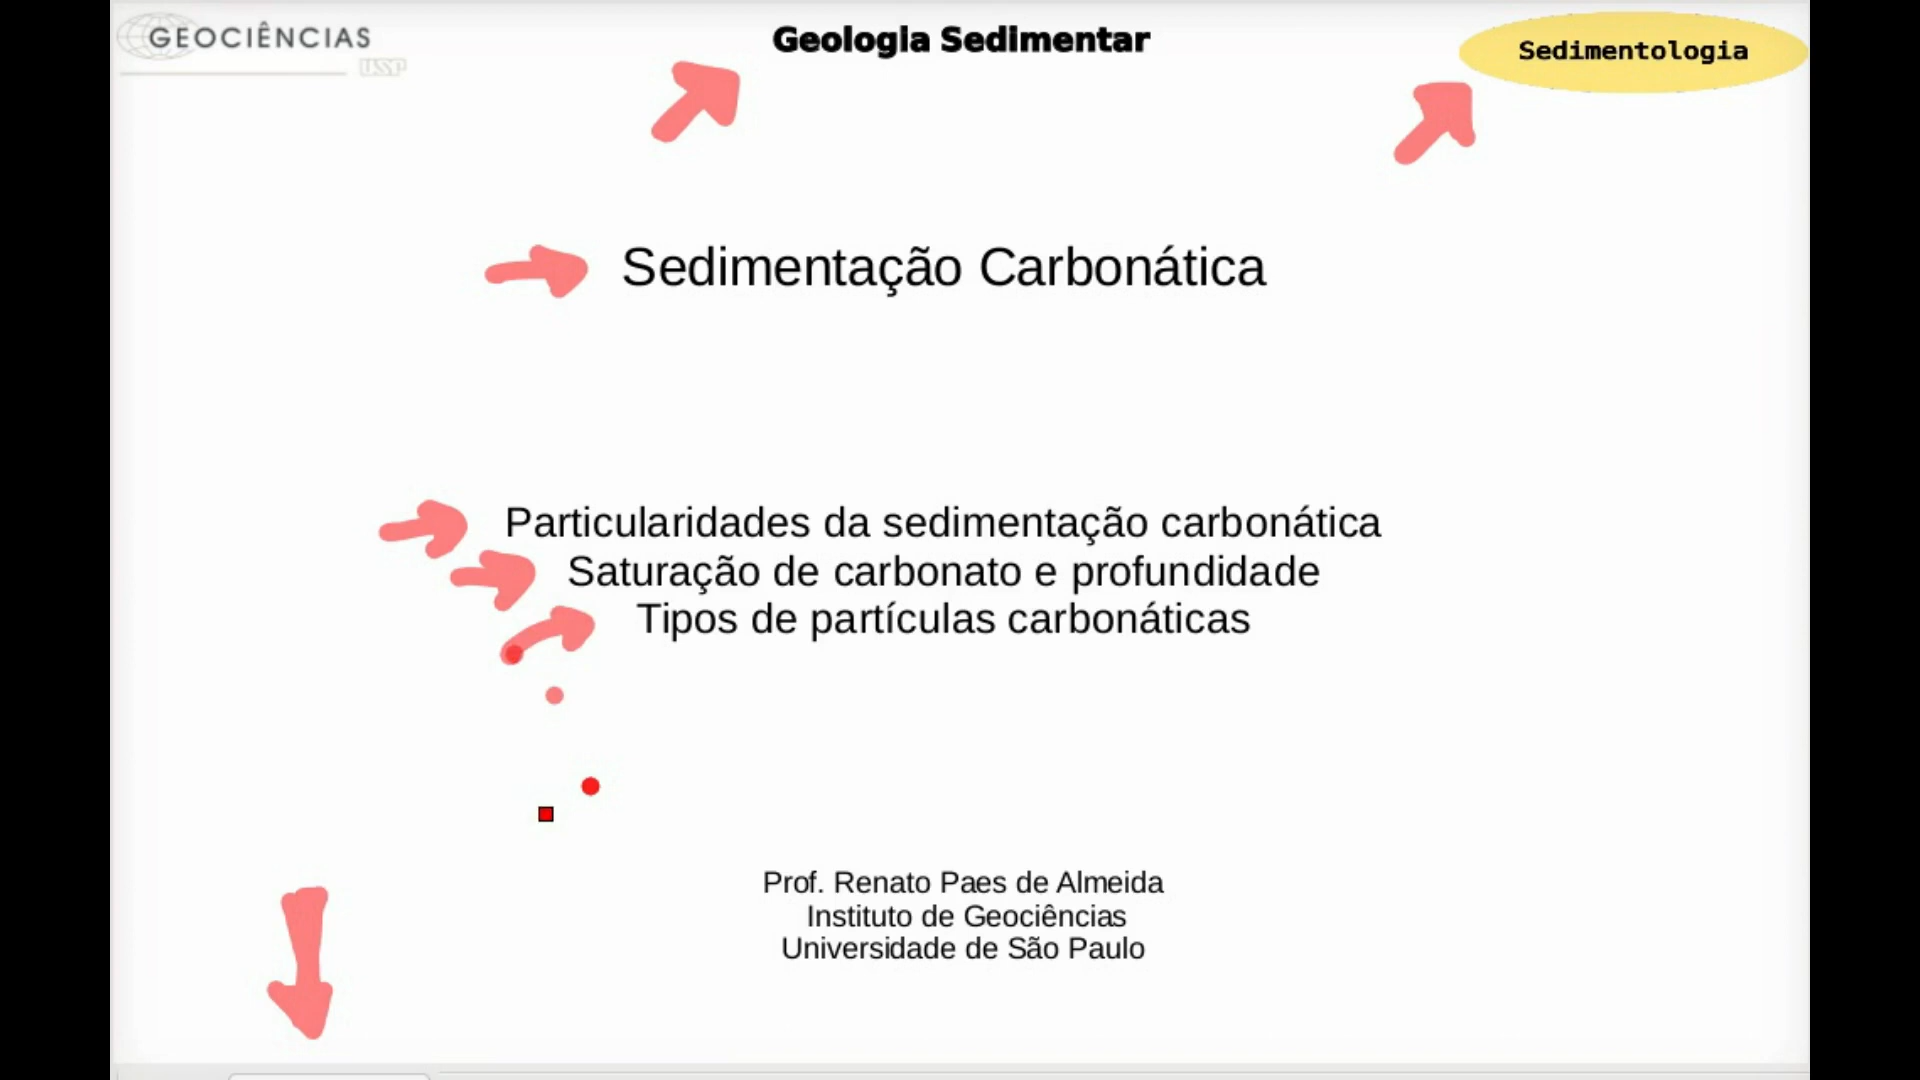 GEOCIÊNCIAS
USP
Geologia Sedimentar
Sedimentologia
Sedimentação Carbonática
Particularidades da sedimentação carbonática
Saturação de carbonato e profundidade
Tipos de partículas carbonáticas
Prof. Renato Paes de Almeida
Instituto de Geociências
Universidade de São Paulo